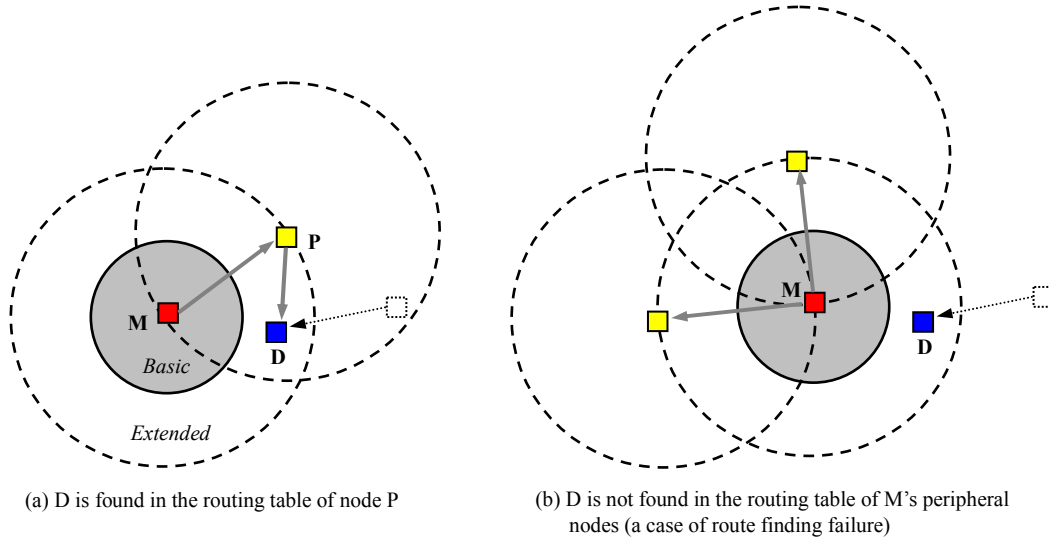 P
M
D
Basic
Extended
(a) D is found in the routing table of node P
M
D
(b) D is not found in the routing table of M's peripheral
nodes (a case of route finding failure)